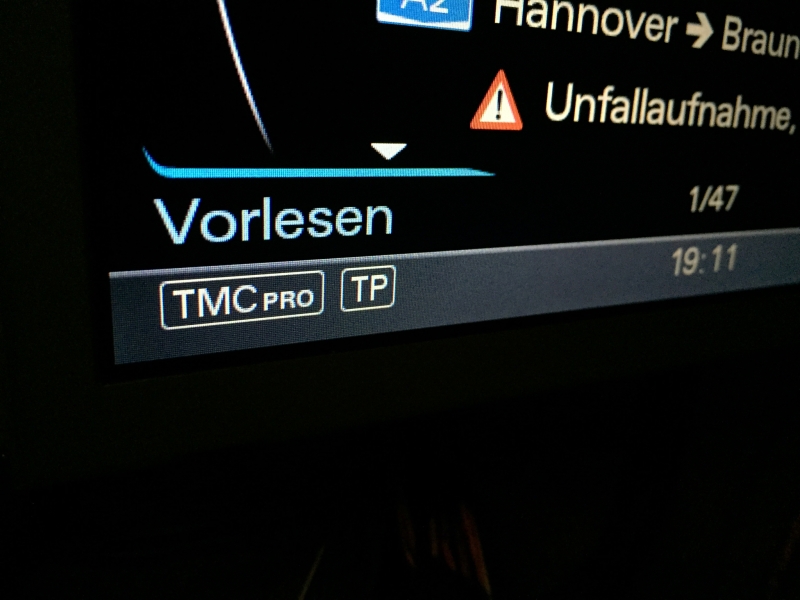 A2 Hannover → Braun
Unfallaufnahme,
Vorlesen 1/47
TMC PRO TP 19:11